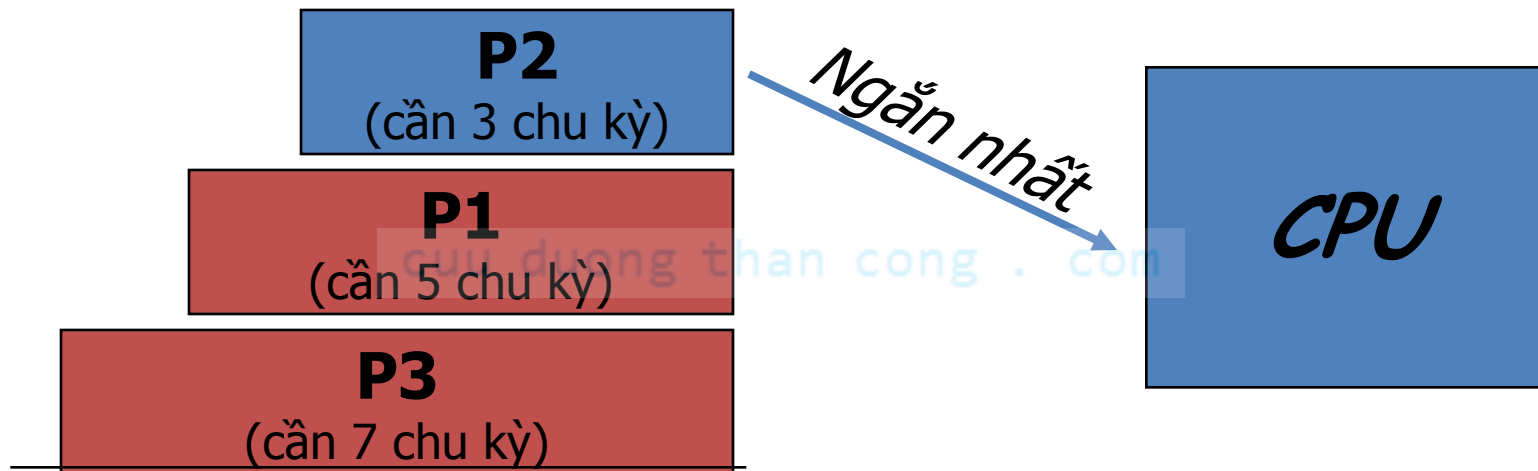 P2
(cần 3 chu kỳ)
Ngắn nhất
P1
(cần 5 chu kỳ)
cuu duong than cong . com
CPU
P3
(cần 7 chu kỳ)